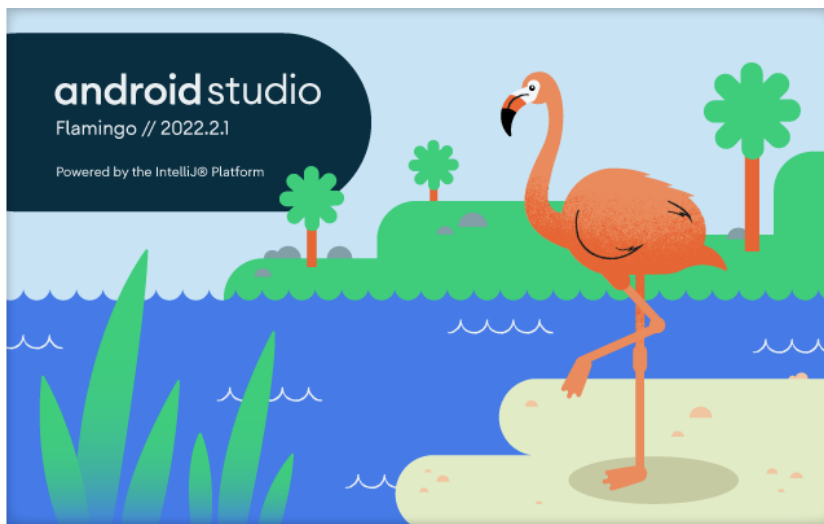 android studio
Flamingo // 2022.2.1
Powered by the IntelliJ® Platform